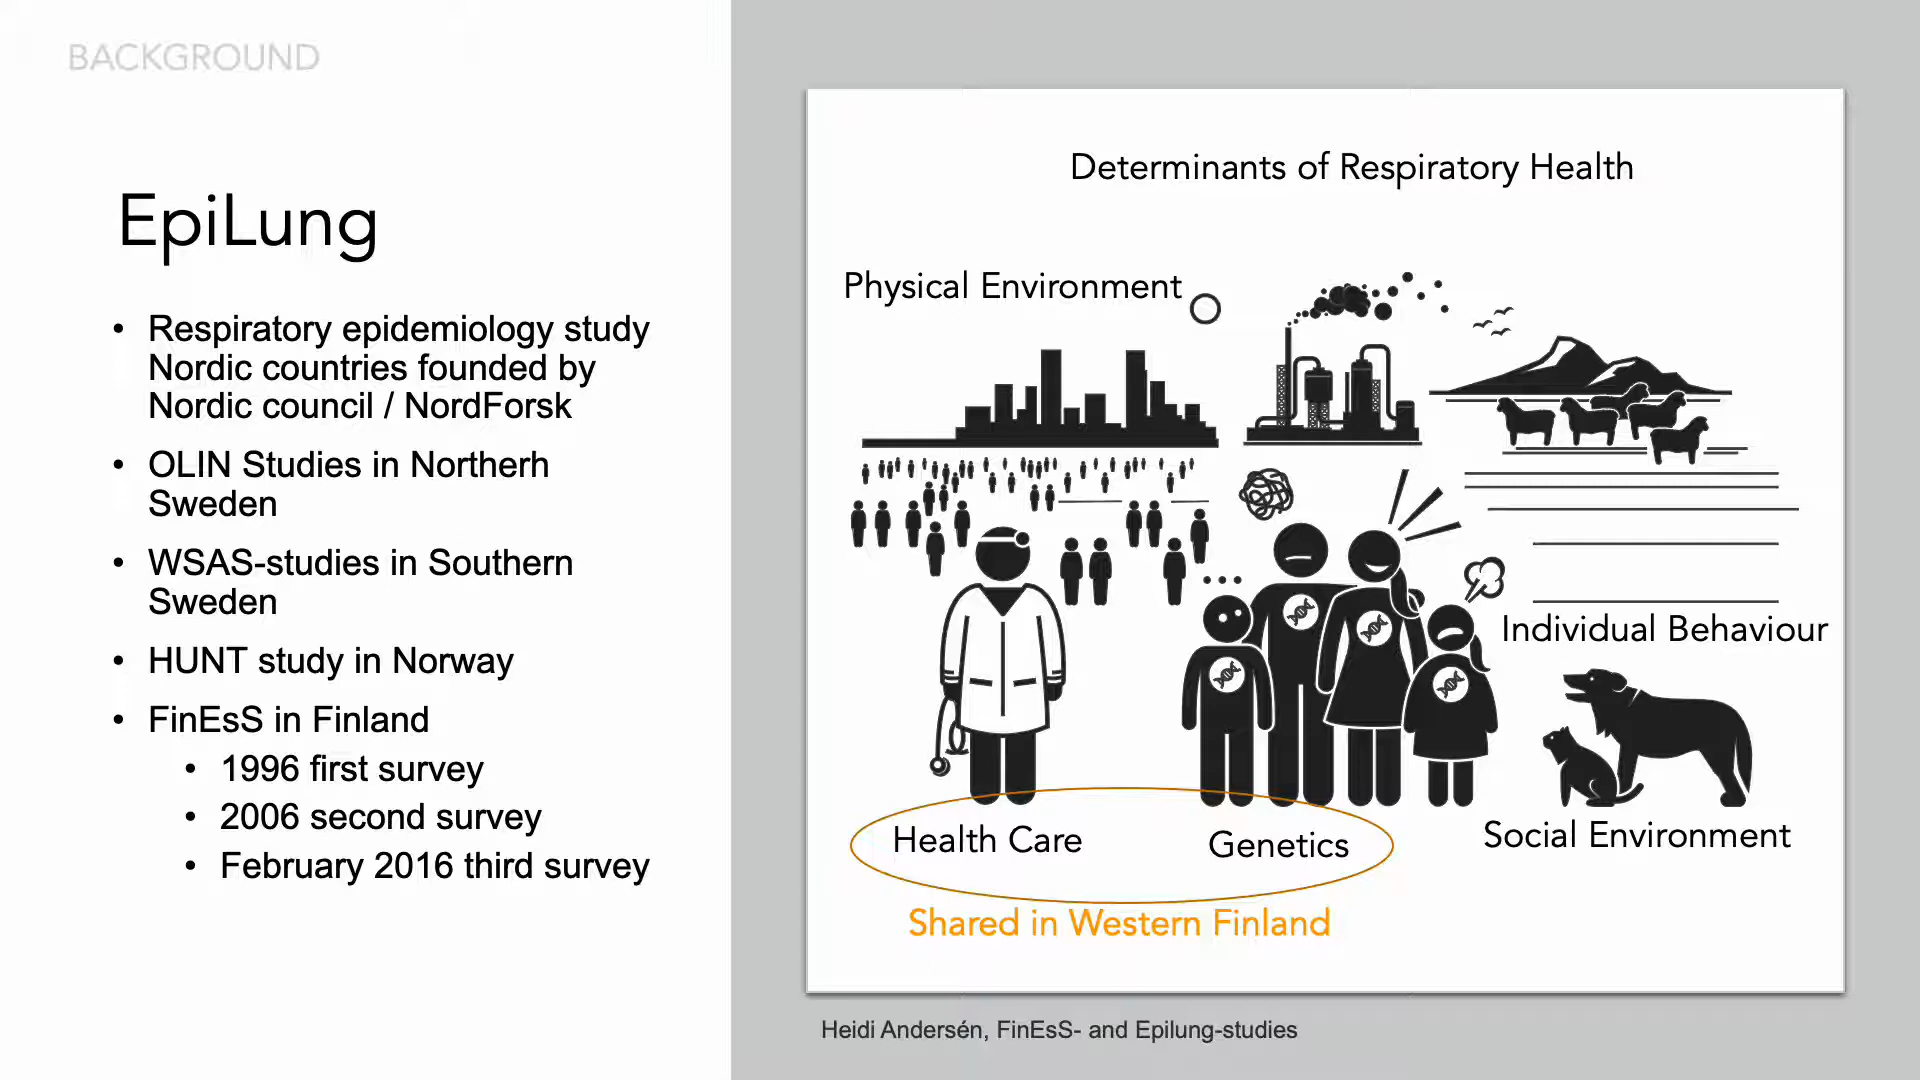 BACKGROUND
EpiLung
• Respiratory epidemiology study
Nordic countries founded by
Nordic council / NordForsk
• OLIN Studies in Northerh
Sweden
• WSAS-studies in Southern
Sweden
• HUNT study in Norway
• FinEsS in Finland
• 1996 first survey
• 2006 second survey
• February 2016 third survey
Determinants of Respiratory Health
Physical Environment
Individual Behaviour
Health Care
Genetics
Social Environment
Shared in Western Finland
Heidi Andersén, FinEsS- and Epilung-studies